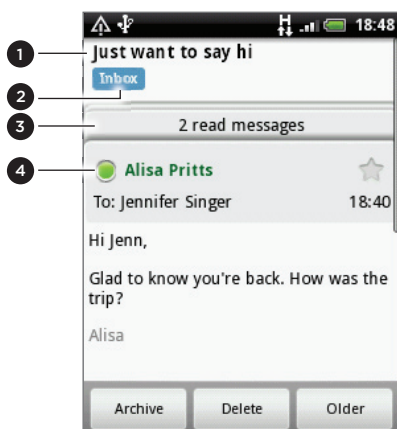 H 18:48
1 Just want to say hi
2 Inbox
3 2 read messages
4 Alisa Pritts
To: Jennifer Singer 18:40
Hi Jenn,
Glad to know you're back. How was the
trip?
Alisa
Archive Delete Older